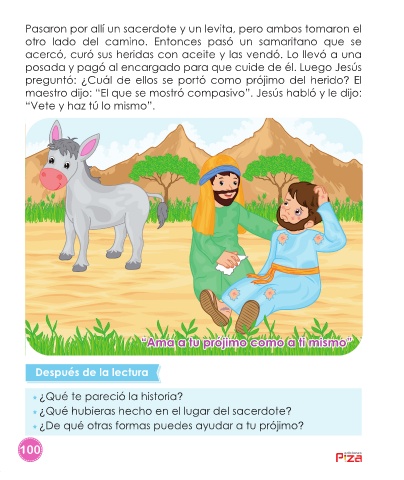 Pasaron por allí un sacerdote y un levita, pero ambos tomaron el
otro lado del camino. Entonces pasó un samaritano que se
acercó, curó sus heridas con aceite y las vendó. Lo llevó a una
posada y pagó al encargado para que cuide de él. Luego Jesús
preguntó: ¿Cuál de ellos se portó como prójimo del herido? El
maestro dijo: “El que se mostró compasivo”. Jesús habló y le dijo:
“Vete y haz tú lo mismo”.
“Ama a tu prójimo como a ti mismo”
Después de la lectura
• ¿Qué te pareció la historia?
• ¿Qué hubieras hecho en el lugar del sacerdote?
• ¿De qué otras formas puedes ayudar a tu prójimo?
100
PIZA